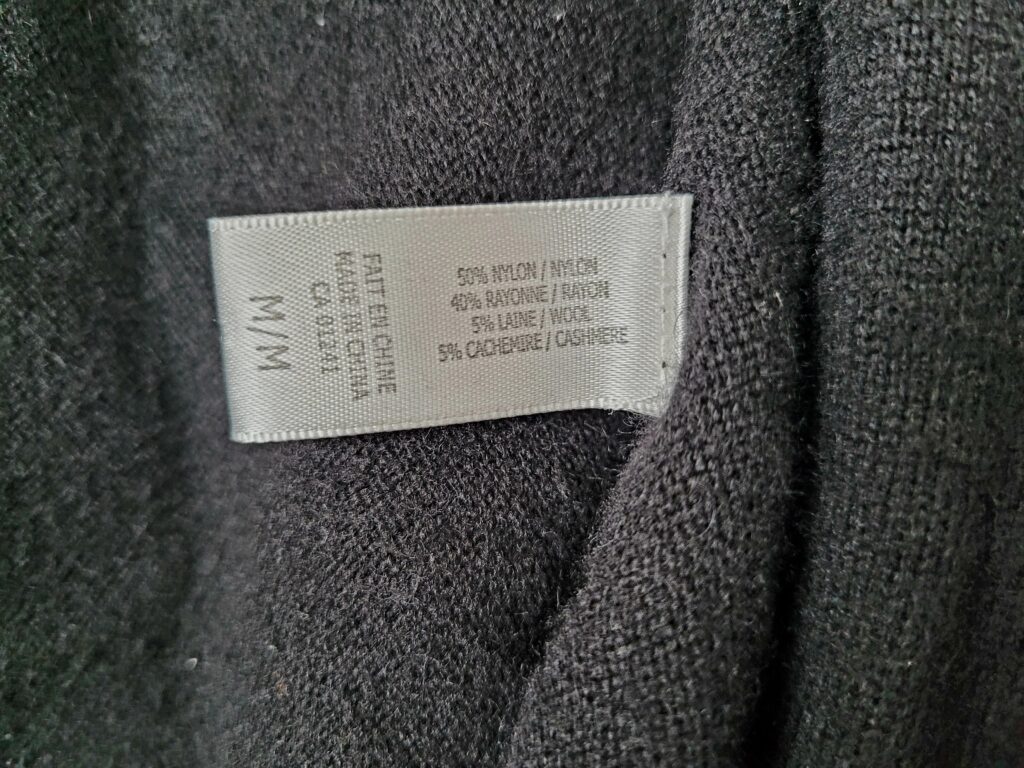 50% NYLON / NYLON
40% RAYONNE / RAYON
5% LAINE / WOOL
5% CACHEMIRE / CASHMERE
FAIT EN CHINE
MADE IN CHINA
CA 03241
M/M